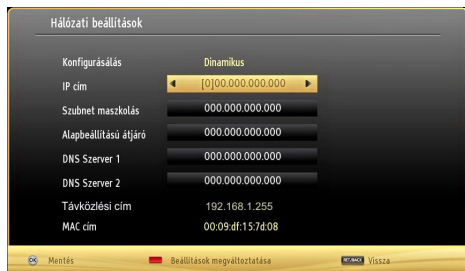 Hálózati beállítások
Konfigurásálás Dinamikus
IP cím [0]00.000.000.000
Szubnet maszkolás 000.000.000.000
Alapbeállítású átjáró 000.000.000.000
DNS Szerver 1 000.000.000.000
DNS Szerver 2 000.000.000.000
Távközlési cím 192.168.1.255
MAC cím 00:09:df:15:7d:08
OK Mentés Beállítások megváltoztatása RET./BACK Vissza